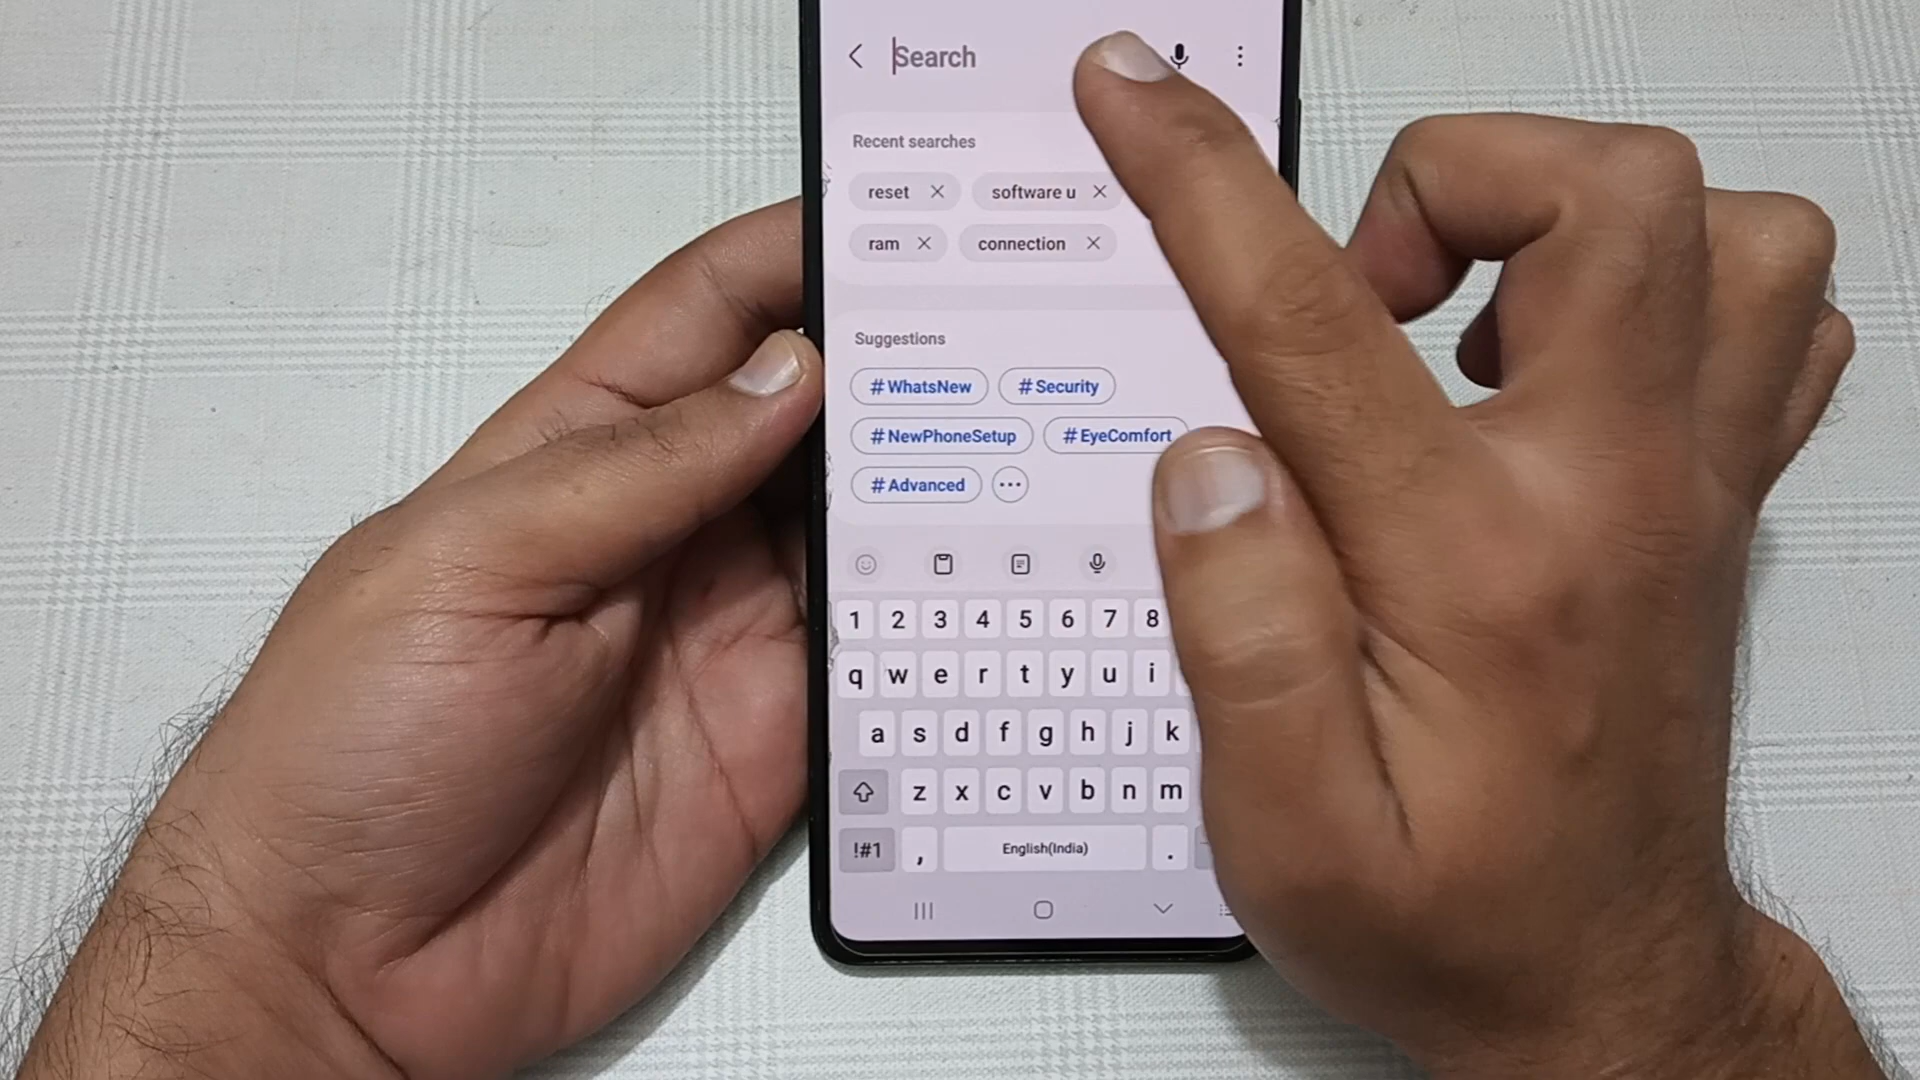 Search
Recent searches
reset software u
ram connection
Suggestions
#WhatsNew #Security
#NewPhoneSetup #EyeComfort
#Advanced
1 2 3 4 5 6 7 8
q w e r t y u i
a s d f g h j k
z x c v b n m
!#1 , English(India) .